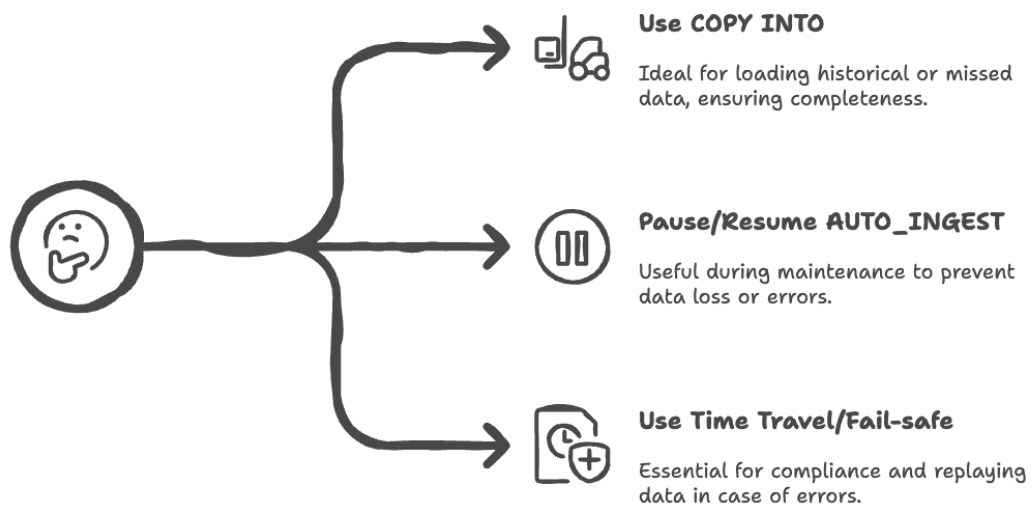 Use COPY INTO
Ideal for loading historical or missed
data, ensuring completeness.
Pause/Resume AUTO_INGEST
Useful during maintenance to prevent
data loss or errors.
Use Time Travel/Fail-safe
Essential for compliance and replaying
data in case of errors.